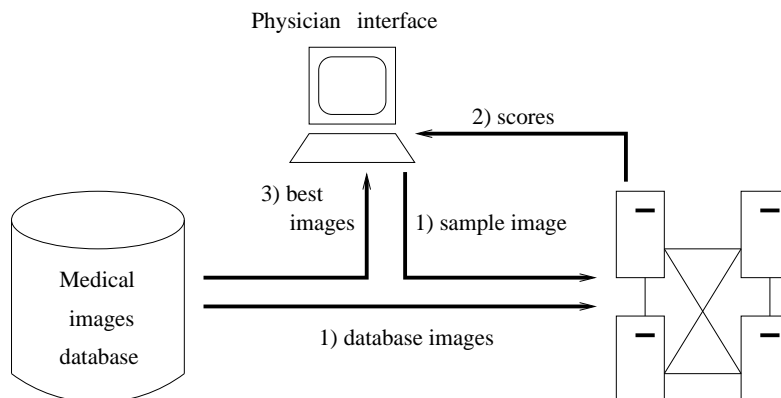 Physician interface
2) scores
3) best
images
1) sample image
Medical
images
database
1) database images